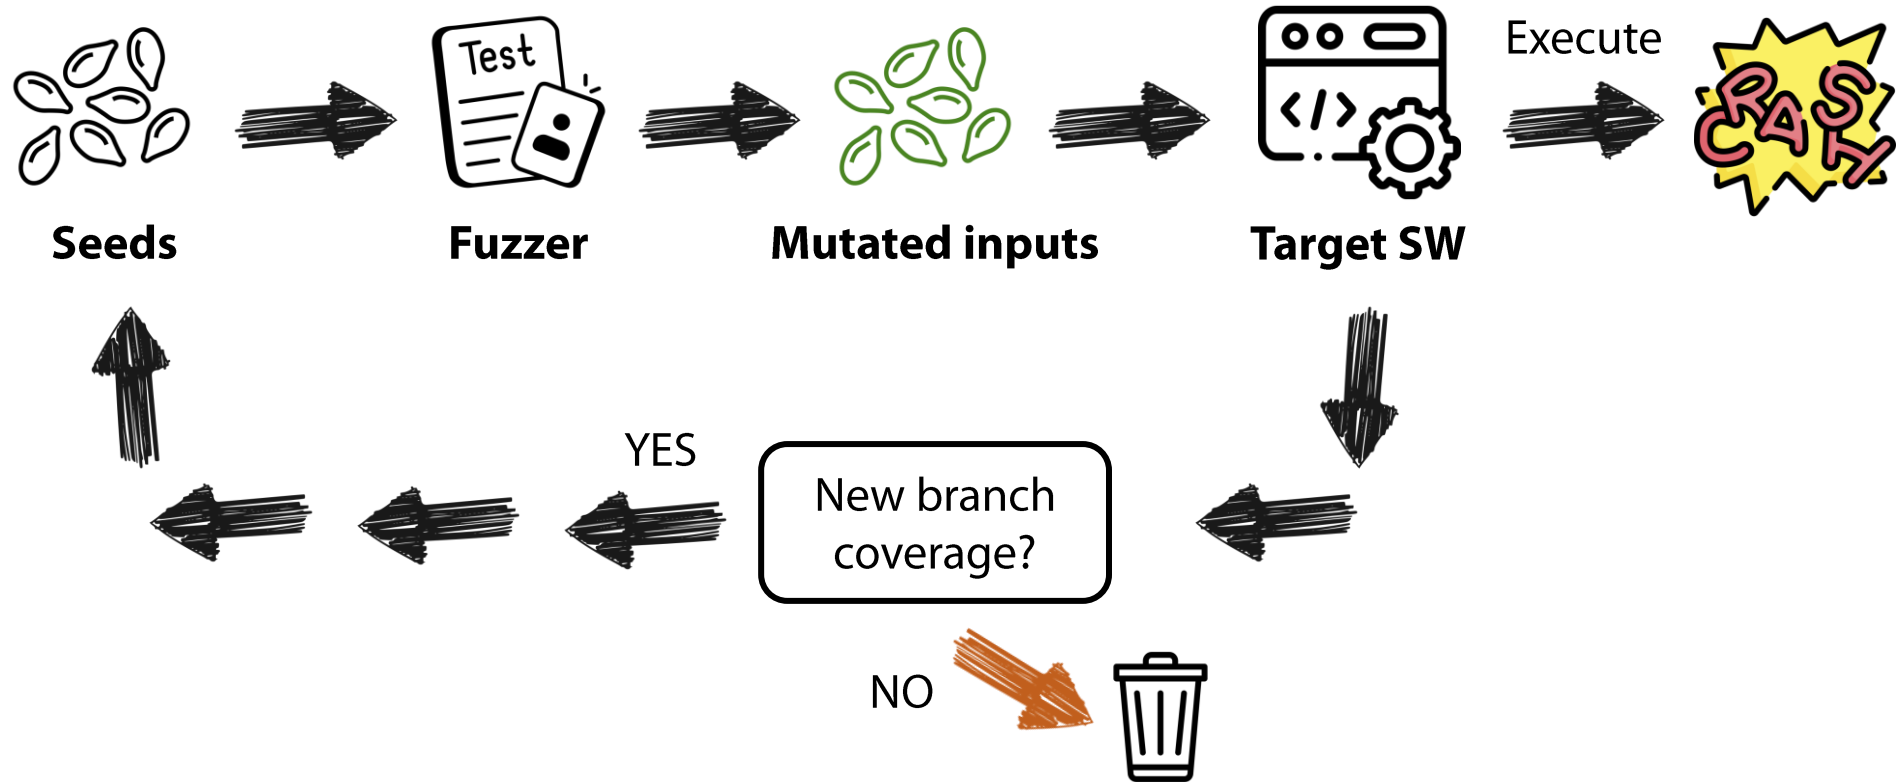 Test
</>
Execute
CRASH
Seeds
Fuzzer
Mutated inputs
Target SW
YES
New branch
coverage?
NO